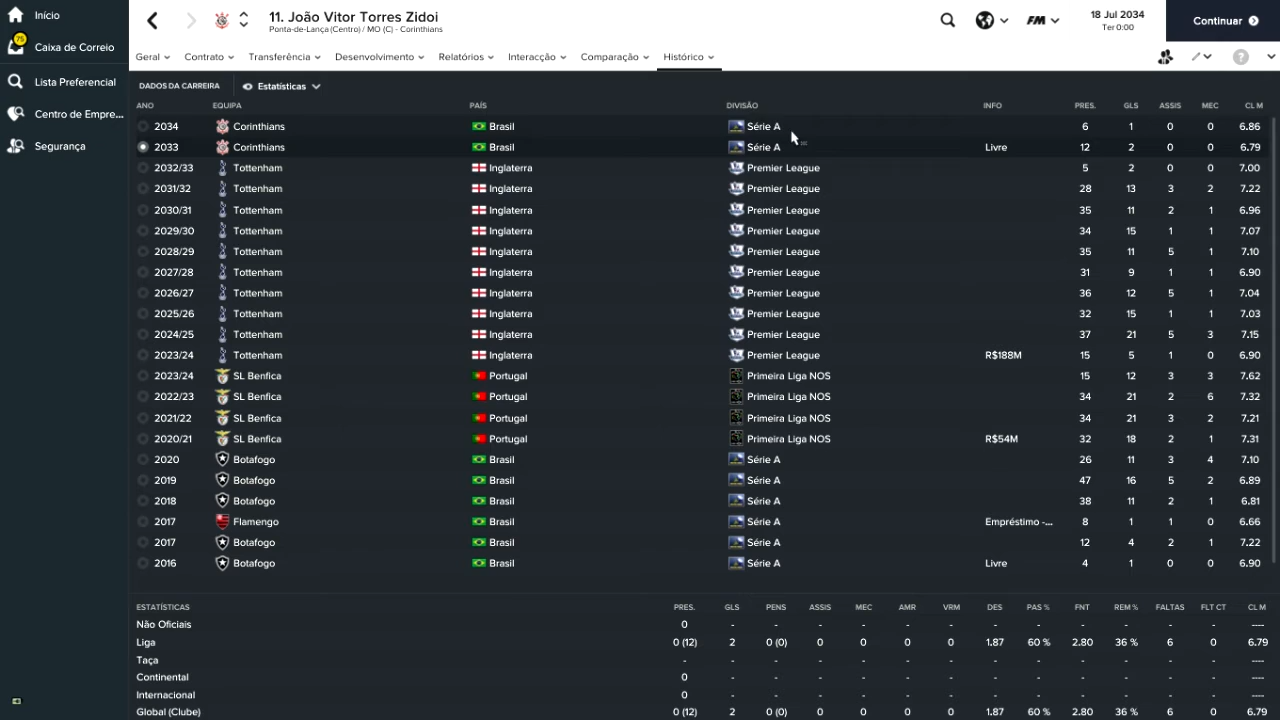 Início
75
Caixa de Correio
Lista Preferencial
Centro de Empre...
Segurança
11. João Vitor Torres Zidoi
Ponta-de-Lança (Centro) / MO (C) - Corinthians
FM
18 Jul 2034
Ter 0:00
Continuar
Geral Contrato Transferência Desenvolvimento Relatórios Interacção Comparação Histórico
?
DADOS DA CARREIRA Estatísticas
ANO EQUIPA PAÍS DIVISÃO INFO PRES. GLS ASSIS MEC CL M
2034 Corinthians Brasil Série A 6 1 0 0 6.86
2033 Corinthians Brasil Série A Livre 12 2 0 0 6.79
2032/33 Tottenham Inglaterra Premier League 5 2 0 0 7.00
2031/32 Tottenham Inglaterra Premier League 28 13 3 2 7.22
2030/31 Tottenham Inglaterra Premier League 35 11 2 1 6.96
2029/30 Tottenham Inglaterra Premier League 34 15 1 1 7.07
2028/29 Tottenham Inglaterra Premier League 35 11 5 1 7.10
2027/28 Tottenham Inglaterra Premier League 31 9 1 1 6.90
2026/27 Tottenham Inglaterra Premier League 36 12 5 1 7.04
2025/26 Tottenham Inglaterra Premier League 32 15 1 1 7.03
2024/25 Tottenham Inglaterra Premier League 37 21 5 3 7.15
2023/24 Tottenham Inglaterra Premier League R$188M 15 5 1 0 6.90
2023/24 SL Benfica Portugal Primeira Liga NOS 15 12 3 3 7.62
2022/23 SL Benfica Portugal Primeira Liga NOS 34 21 2 6 7.32
2021/22 SL Benfica Portugal Primeira Liga NOS 34 21 3 2 7.21
2020/21 SL Benfica Portugal Primeira Liga NOS R$54M 32 18 2 1 7.31
2020 Botafogo Brasil Série A 26 11 3 4 7.10
2019 Botafogo Brasil Série A 47 16 5 2 6.89
2018 Botafogo Brasil Série A 38 11 2 1 6.81
2017 Flamengo Brasil Série A Empréstimo -... 8 1 1 0 6.66
2017 Botafogo Brasil Série A 12 4 2 1 7.22
2016 Botafogo Brasil Série A Livre 4 1 0 0 6.90
ESTATÍSTICAS PRES. GLS PENS ASSIS MEC AMR VRM DES PAS % FNT REM % FALTAS FLT CT CL M
Não Oficiais 0 - - - - - - - - - - - - ----
Liga 0 (12) 2 0 (0) 0 0 0 0 1.87 60 % 2.80 36 % 6 0 6.79
Taça - - - - - - - - - - - - - ----
Continental 0 - - - - - - - - - - - - ----
Internacional 0 - - - - - - - - - - - - ----
Global (Clube) 0 (12) 2 0 (0) 0 0 0 0 1.87 60 % 2.80 36 % 6 0 6.79